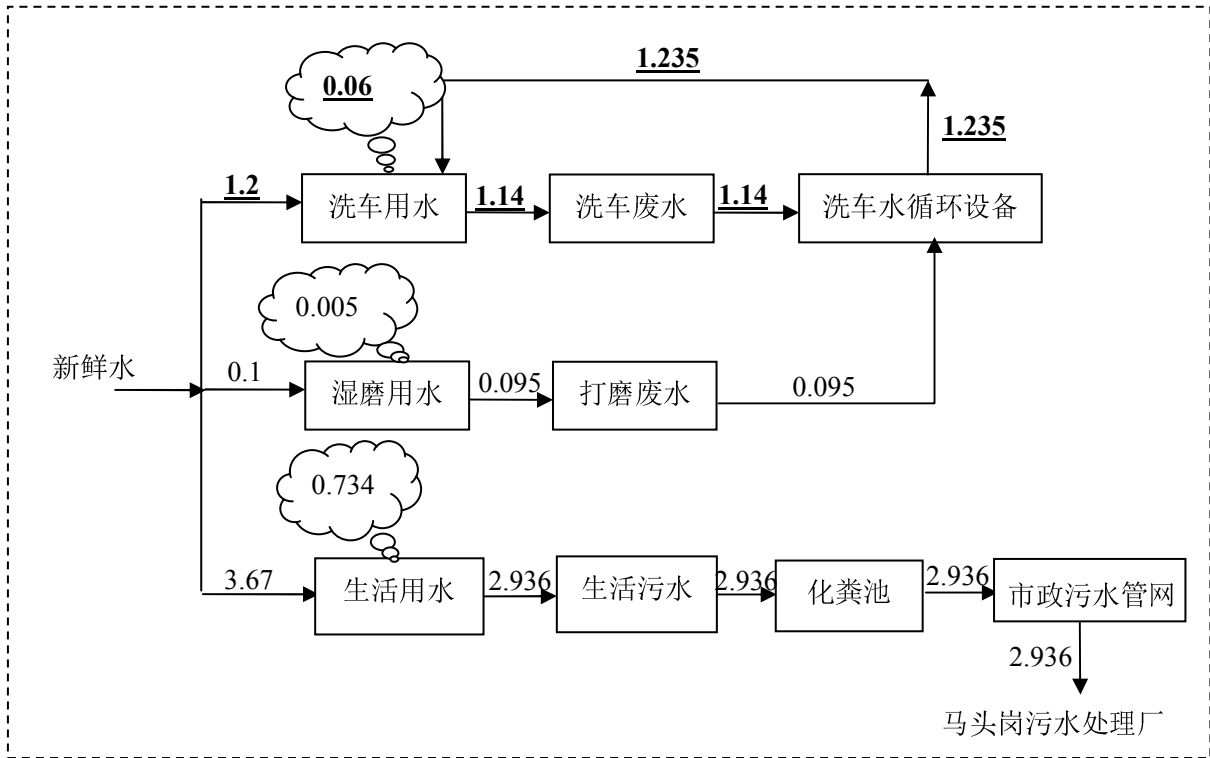 1.235
0.06
1.235
1.2
洗车用水
1.14
洗车废水
1.14
洗车水循环设备
0.005
新鲜水
0.1
湿磨用水
0.095
打磨废水
0.095
0.734
3.67
生活用水
2.936
生活污水
2.936
化粪池
2.936
市政污水管网
2.936
马头岗污水处理厂